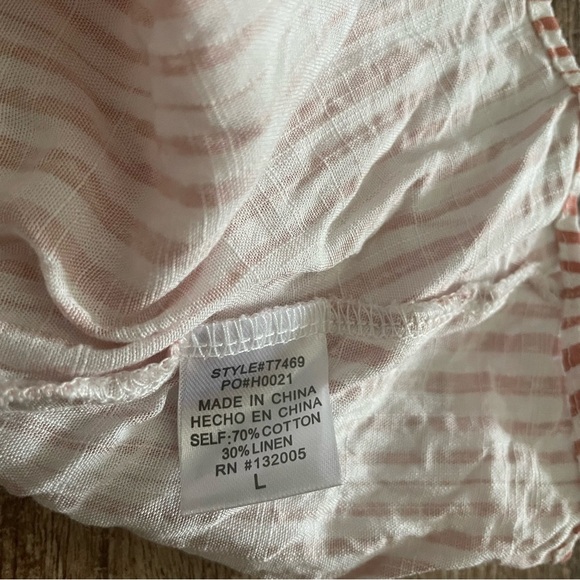 STYLE#T7469
PO#H0021
MADE IN CHINA
HECHO EN CHINA
SELF:70%COTTON
30%LINEN
RN #132005
L